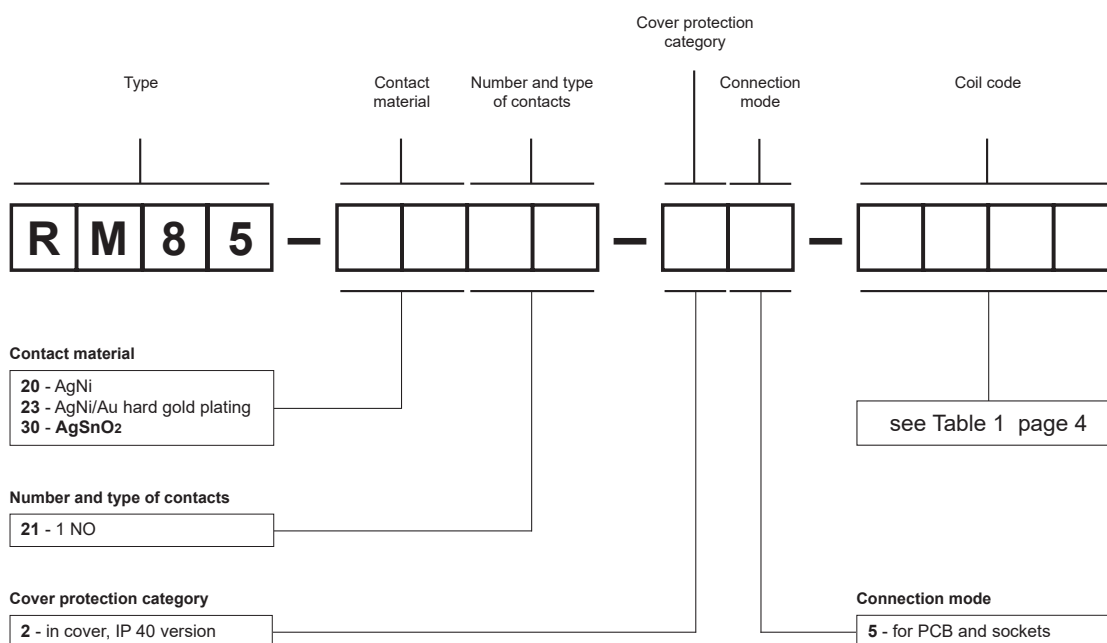 Cover protection
category
Type
Contact
material
Number and type
of contacts
Connection
mode
Coil code
R M 8 5 – – –
Contact material
20 - AgNi
23 - AgNi/Au hard gold plating
30 - AgSnO2
see Table 1 page 4
Number and type of contacts
21 - 1 NO
Cover protection category
2 - in cover, IP 40 version
Connection mode
5 - for PCB and sockets